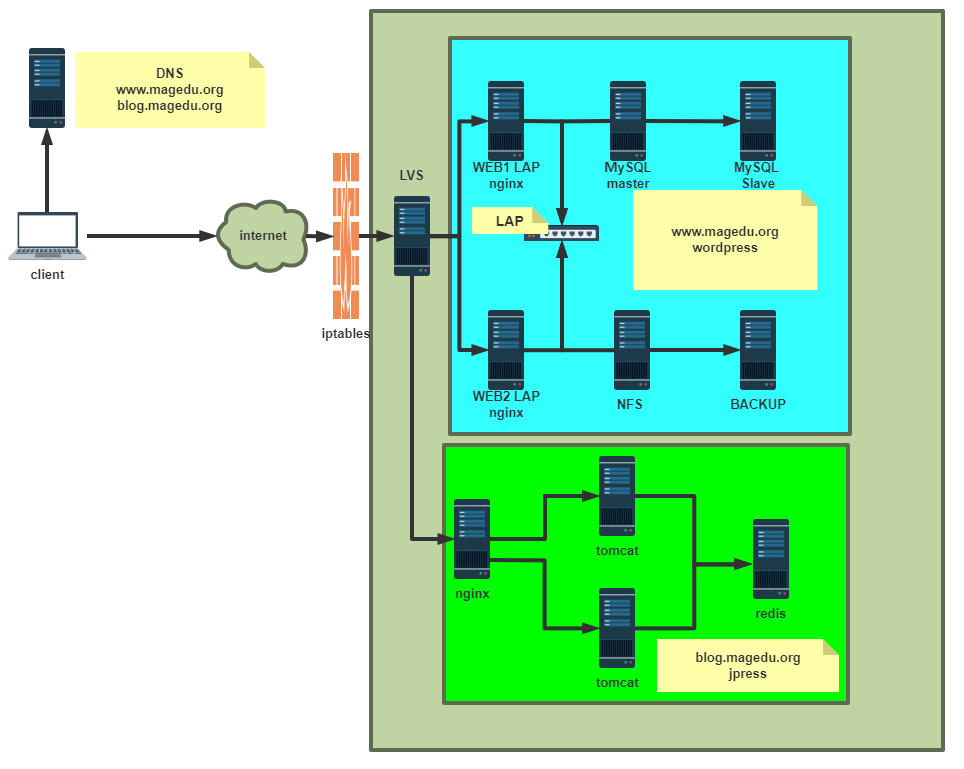 DNS
www.magedu.org
blog.magedu.org
client
internet
iptables
LVS
WEB1 LAP
nginx
MySQL
master
MySQL
Slave
LAP
www.magedu.org
wordpress
WEB2 LAP
nginx
NFS
BACKUP
nginx
tomcat
tomcat
redis
blog.magedu.org
jpress